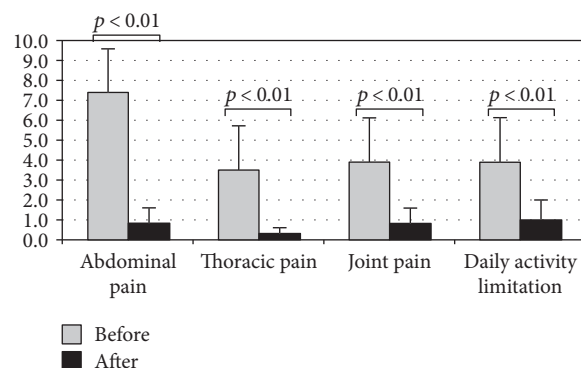 p < 0.01
10.0
9.0
8.0
7.0
6.0
5.0
4.0
3.0
2.0
1.0
0.0
p < 0.01
p < 0.01
p < 0.01
Abdominal
pain
Thoracic pain
Joint pain
Daily activity
limitation
Before
After